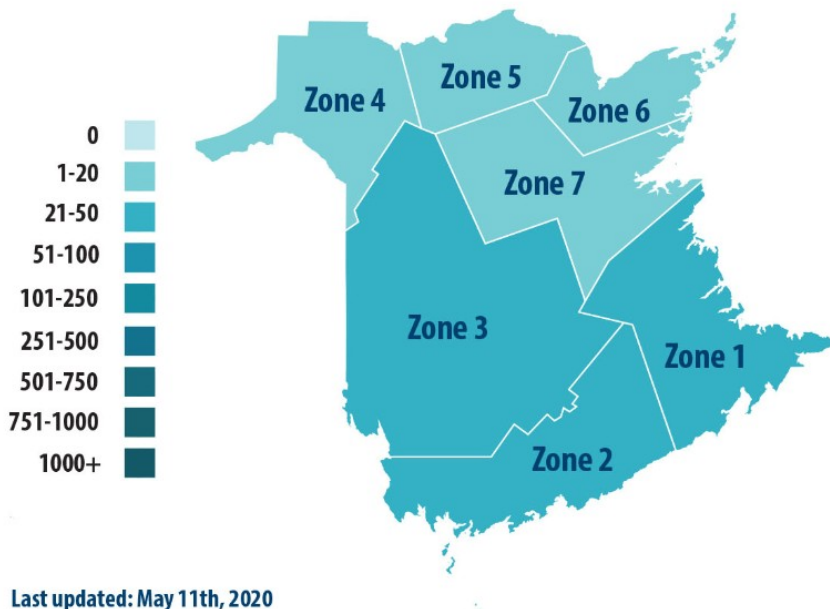 Zone 4
Zone 5
Zone 6
Zone 7
Zone 3
Zone 1
Zone 2
0
1-20
21-50
51-100
101-250
251-500
501-750
751-1000
1000+
Last updated: May 11th, 2020